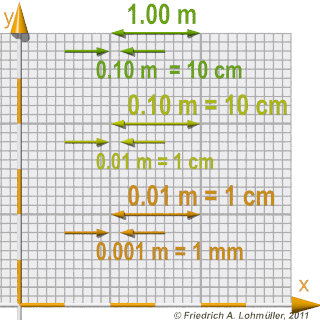 1.00 m
y
0.10 m = 10 cm
0.10 m = 10 cm
0.01 m = 1 cm
0.01 m = 1 cm
0.001 m = 1 mm
x
© Friedrich A. Lohmüller, 2011